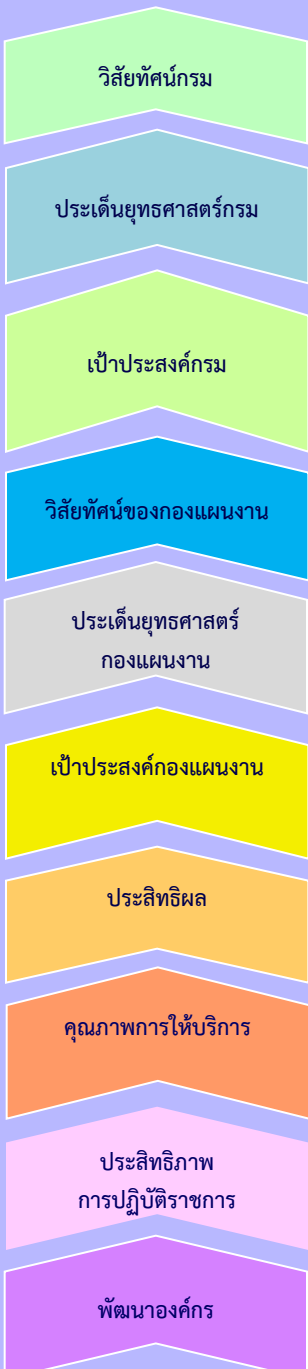 วิสัยทัศน์กรม
ประเด็นยุทธศาสตร์กรม
เป้าประสงค์กรม
วิสัยทัศน์ของกองแผนงาน
ประเด็นยุทธศาสตร์
กองแผนงาน
เป้าประสงค์กองแผนงาน
ประสิทธิผล
คุณภาพการให้บริการ
ประสิทธิภาพ
การปฏิบัติราชการ
พัฒนาองค์กร